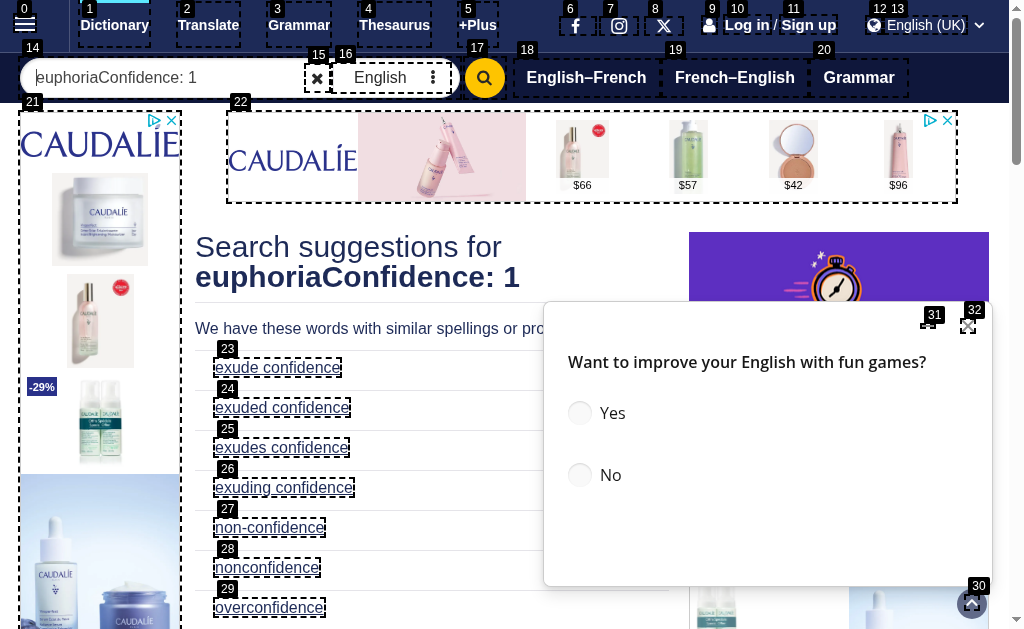 0 1 2 3 4 5 6 7 8 9 10 11 12 13
Dictionary Translate Grammar Thesaurus +Plus Log in / Sign up English (UK)
14 15 16 17 18 19 20
euphoriaConfidence: 1 English English–French French–English Grammar
21 22
CAUDALÍE
CAUDALÍE
$66 $57 $42 $96
CAUDALÍE
-29%
CAUDALÍE
Search suggestions for
euphoriaConfidence: 1
We have these words with similar spellings or pro
23
exude confidence
24
exuded confidence
25
exudes confidence
26
exuding confidence
27
non-confidence
28
nonconfidence
29
overconfidence
31 32
Want to improve your English with fun games?
Yes
No
30